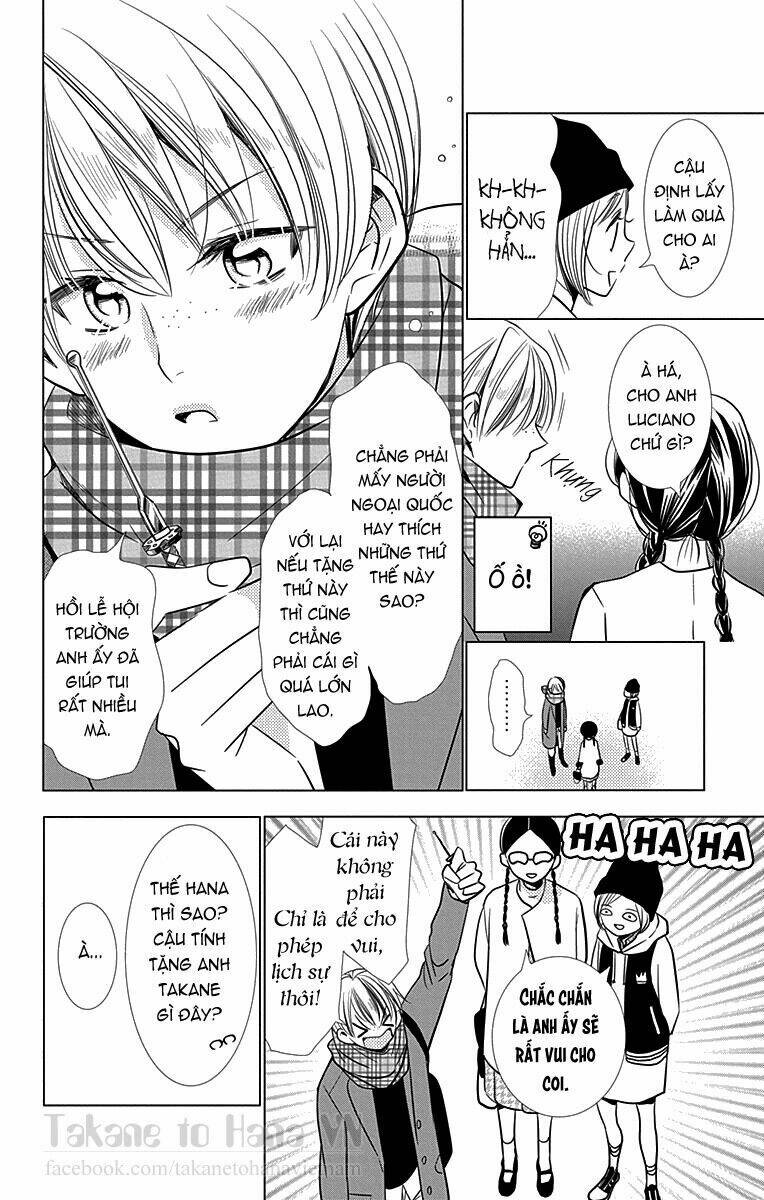 CẬU
ĐỊNH LẤY
LÀM QUÀ
CHO AI
À?
KH-KH-
KHÔNG
HẲN...
À HÁ,
CHO ANH
LUCIANO
CHỨ GÌ?
Khựng
Ố Ồ!
........
CHẲNG PHẢI
MẤY NGƯỜI
NGOẠI QUỐC
HAY THÍCH
NHỮNG THỨ
THẾ NÀY
SAO?
VỚI LẠI
NẾU TẶNG
THỨ NÀY
THÌ CŨNG
CHẲNG
PHẢI CÁI GÌ
QUÁ LỚN
LAO.
HỒI LỄ HỘI
TRƯỜNG
ANH ẤY ĐÃ
GIÚP TUI
RẤT NHIỀU
MÀ.
HA HA HA
Cái này
không
phải
để cho
vui,
Chỉ là
phép
lịch sự
thôi!
CHẮC CHẮN
LÀ ANH ẤY SẼ
RẤT VUI CHO
COI.
THẾ HANA
THÌ SAO?
CẬU TÍNH
TẶNG ANH
TAKANE
GÌ ĐÂY?
À...
Takane to Hana VN
facebook.com/takanetohanavietnam